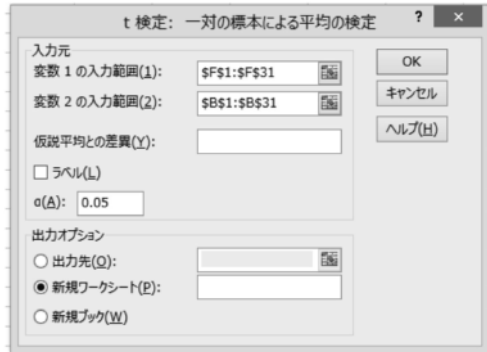 t 検定: 一対の標本による平均の検定 ? ×
入力元
変数 1 の入力範囲(1): $F$1:$F$31
変数 2 の入力範囲(2): $B$1:$B$31
仮説平均との差異(Y):
ラベル(L)
α(A): 0.05
出力オプション
出力先(O):
新規ワークシート(P):
新規ブック(W)
OK
キャンセル
ヘルプ(H)